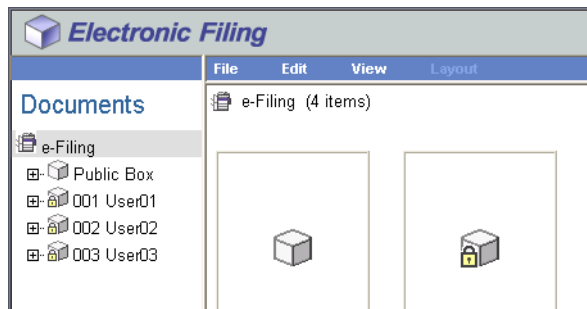 Electronic Filing
File Edit View Layout
Documents
e-Filing
Public Box
001 User01
002 User02
003 User03
e-Filing (4 items)